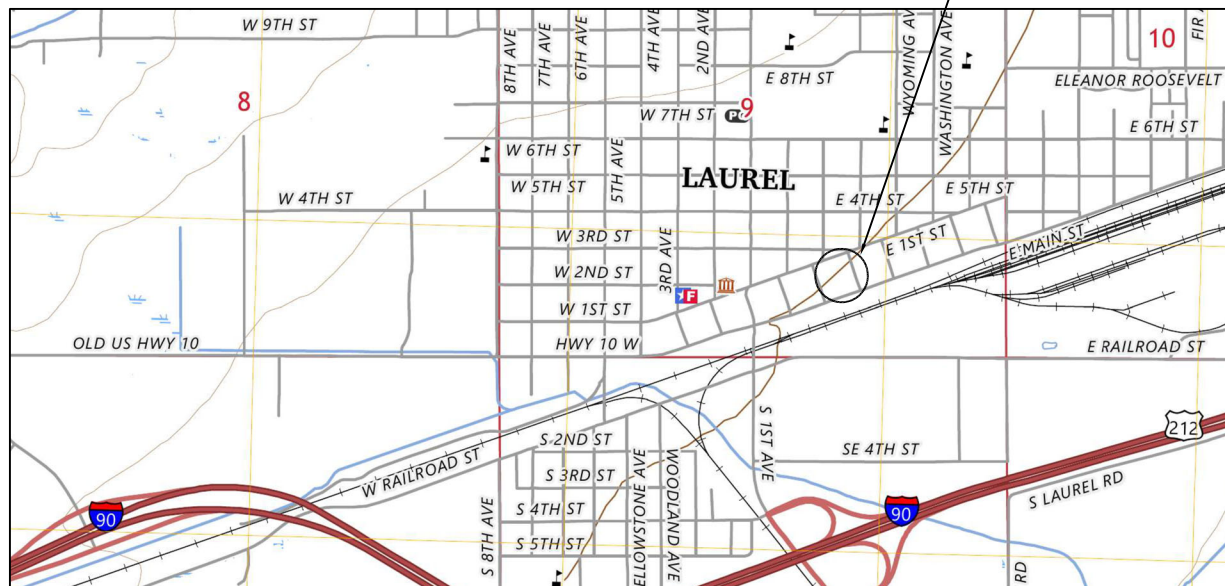 W 9TH ST
8TH AVE
7TH AVE
6TH AVE
4TH AVE
2ND AVE
WYOMING AV
WASHINGTON AVE
10
FIR
E 8TH ST
ELEANOR ROOSEVELT
8
W 7TH ST
PO
9
E 6TH ST
W 6TH ST
5TH AVE
LAUREL
W 5TH ST
E 5TH ST
W 4TH ST
E 4TH ST
W 3RD ST
3RD AVE
E 1ST ST
E MAIN ST
W 2ND ST
F
W 1ST ST
OLD US HWY 10
HWY 10 W
E RAILROAD ST
S 1ST AVE
212
S 2ND ST
SE 4TH ST
W RAILROAD ST
S 3RD ST
ELLOWSTONE AVE
WOODLAND AVE
S LAUREL RD
90
S 4TH ST
90
S 8TH AVE
S 5TH ST
RD